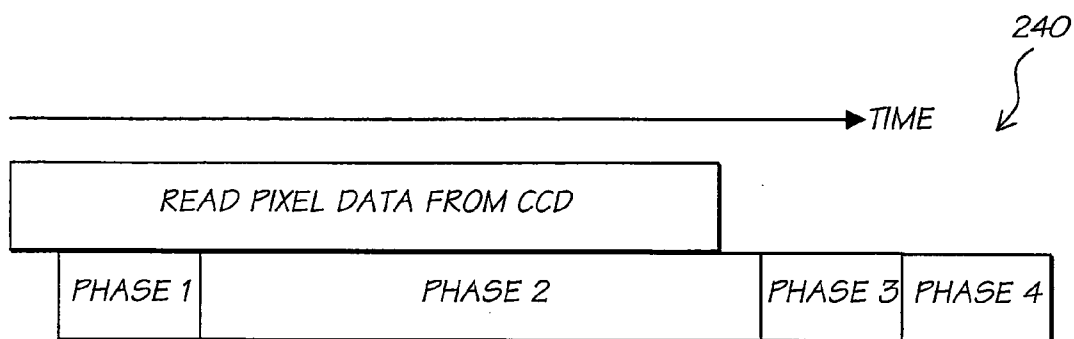 240
TIME
READ PIXEL DATA FROM CCD
PHASE 1 PHASE 2 PHASE 3 PHASE 4